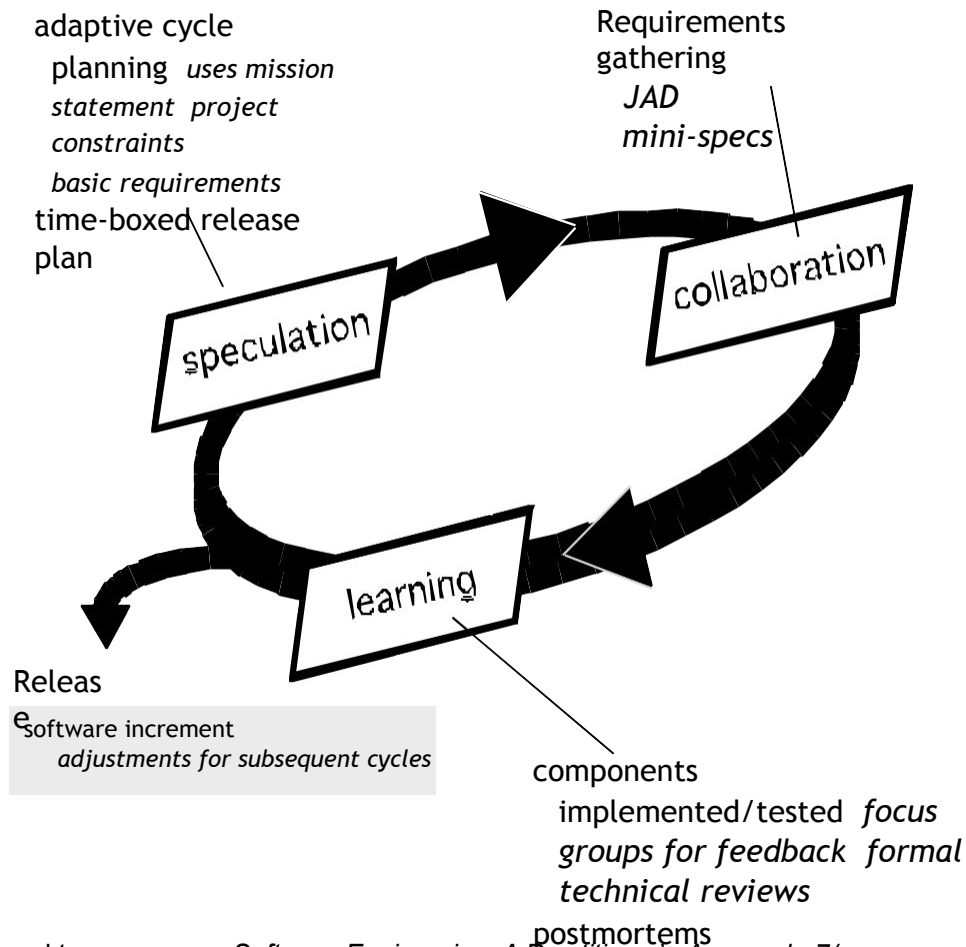 adaptive cycle
planning uses mission
statement project
constraints
basic requirements
time-boxed release
plan
Requirements
gathering
JAD
mini-specs
speculation
collaboration
learning
Releas
e
software increment
adjustments for subsequent cycles
components
implemented/tested focus
groups for feedback formal
technical reviews
postmortems